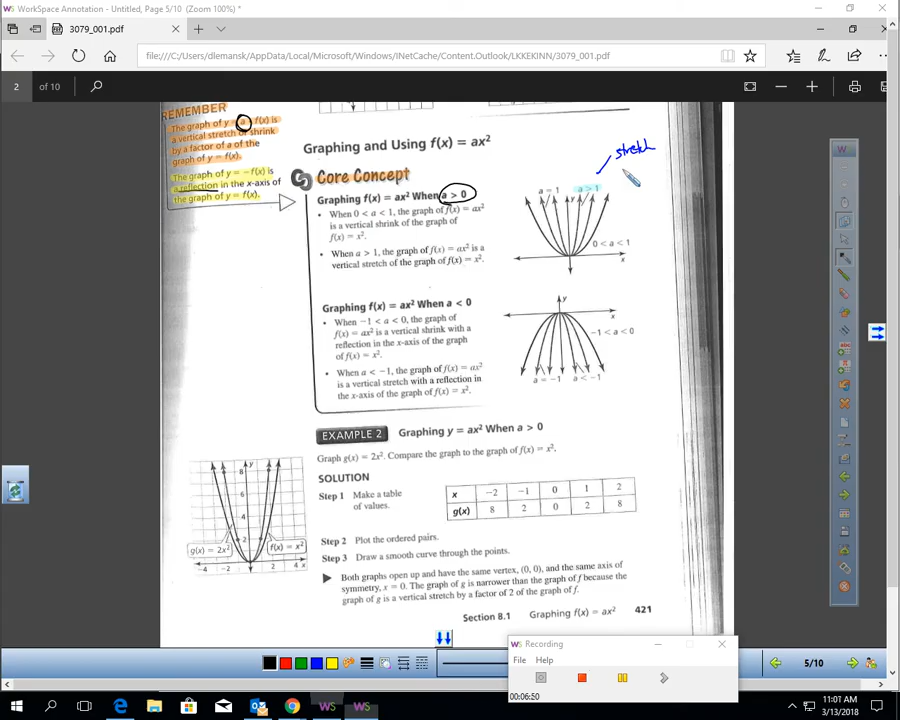 WorkSpace Annotation - Untitled, Page 5/10) *
3079_001.pdf
file:///C:/Users/dlemansk/AppData/Local/Microsoft/Windows/INetCache/Content.Outlook/LKKEKINN/3079_001.pdf
2 of 10
REMEMBER
The graph of y = a • f(x) is
a vertical stretch or shrink
by a factor of a of the
graph of y = f(x).
The graph of y = −f(x) is
a reflection in the x-axis of
the graph of y = f(x).
Graphing and Using f(x) = ax²
Core Concept
Graphing f(x) = ax² When a > 0
• When 0 < a < 1, the graph of f(x) = ax²
is a vertical shrink of the graph of
f(x) = x².
• When a > 1, the graph of f(x) = ax² is a
vertical stretch of the graph of f(x) = x².
stretch
a = 1
a > 1
y
0 < a < 1
x
Graphing f(x) = ax² When a < 0
• When −1 < a < 0, the graph of
f(x) = ax² is a vertical shrink with a
reflection in the x-axis of the graph
of f(x) = x².
• When a < −1, the graph of f(x) = ax²
is a vertical stretch with a reflection in
the x-axis of the graph of f(x) = x².
y
x
−1 < a < 0
a = −1
a < −1
EXAMPLE 2 Graphing y = ax² When a > 0
Graph g(x) = 2x². Compare the graph to the graph of f(x) = x².
SOLUTION
Step 1 Make a table
of values.
x −2 −1 0 1 2
g(x) 8 2 0 2 8
Step 2 Plot the ordered pairs.
Step 3 Draw a smooth curve through the points.
Both graphs open up and have the same vertex, (0, 0), and the same axis of
symmetry, x = 0. The graph of g is narrower than the graph of f because the
graph of g is a vertical stretch by a factor of 2 of the graph of f.
8 y
6
4
2
g(x) = 2x²
f(x) = x²
−4 −2 2 4 x
Section 8.1 Graphing f(x) = ax² 421
WS Recording
File Help
00:06:50
5/10
11:01 AM
3/13/2018